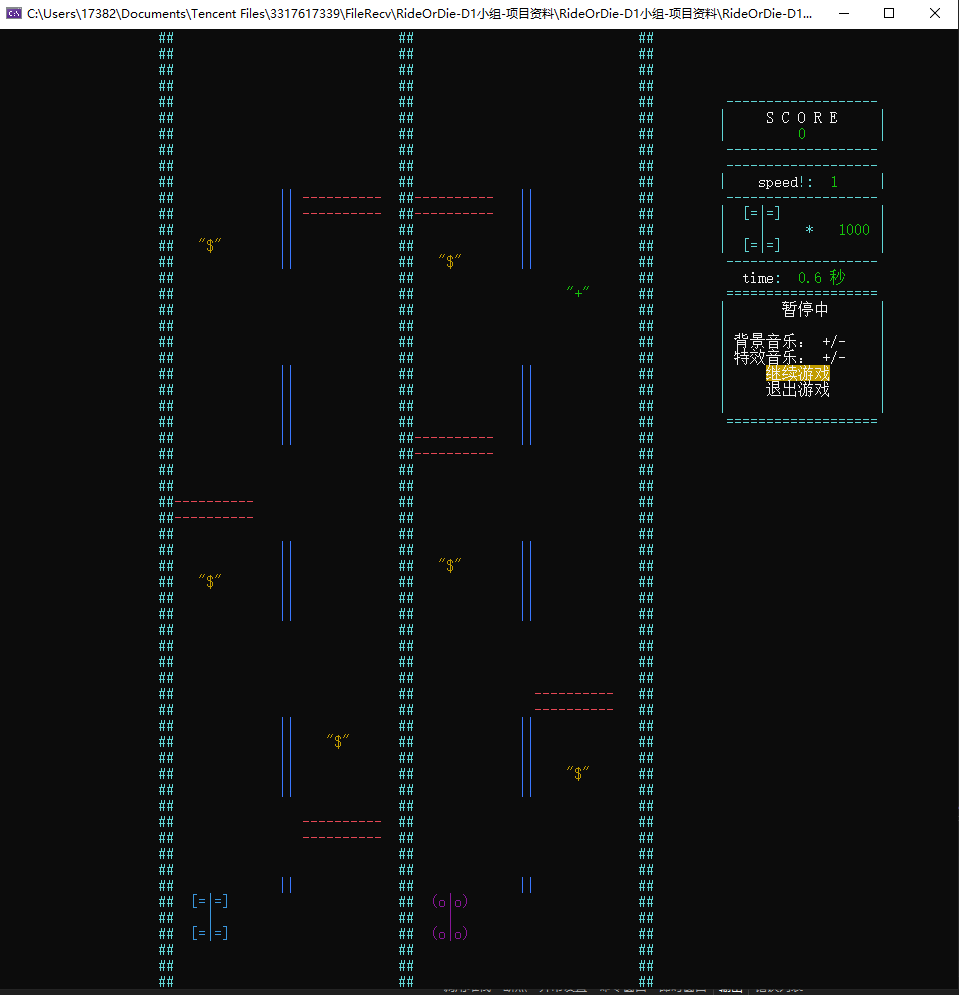 C:\Users\17382\Documents\Tencent Files\3317617339\FileRecv\RideOrDie-D1小组-项目资料\RideOrDie-D1小组-项目资料\RideOrDie-D1...
S C O R E
0
speed!: 1
[=|=]
* 1000
[=|=]
time: 0.6 秒
暂停中
背景音乐: +/-
特效音乐: +/-
继续游戏
退出游戏
"$"
"$"
"+"
"$"
"$"
"$"
"$"
[=|=] (o|o)
[=|=] (o|o)